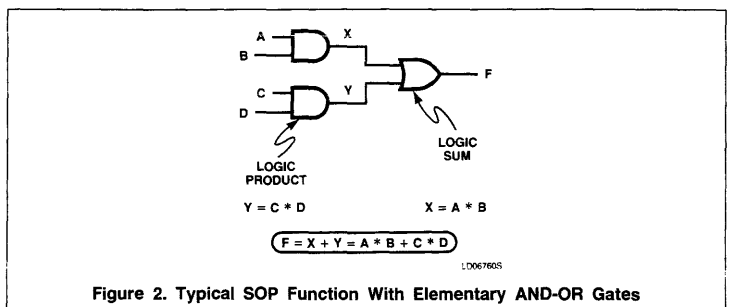 A
B
X
C
D
Y
F
LOGIC
PRODUCT
LOGIC
SUM
Y = C * D
X = A * B
F = X + Y = A * B + C * D
LD06760S
Figure 2. Typical SOP Function With Elementary AND-OR Gates